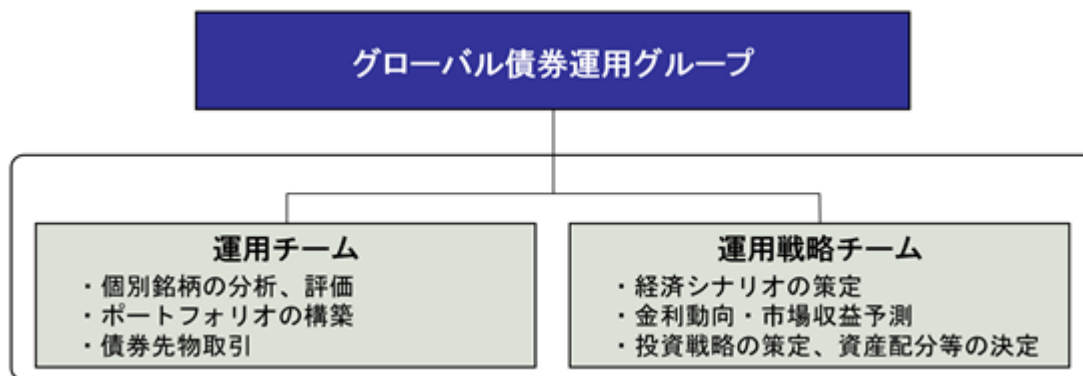 グローバル債券運用グループ
運用チーム
・個別銘柄の分析、評価
・ポートフォリオの構築
・債券先物取引
運用戦略チーム
・経済シナリオの策定
・金利動向・市場収益予測
・投資戦略の策定、資産配分等の決定